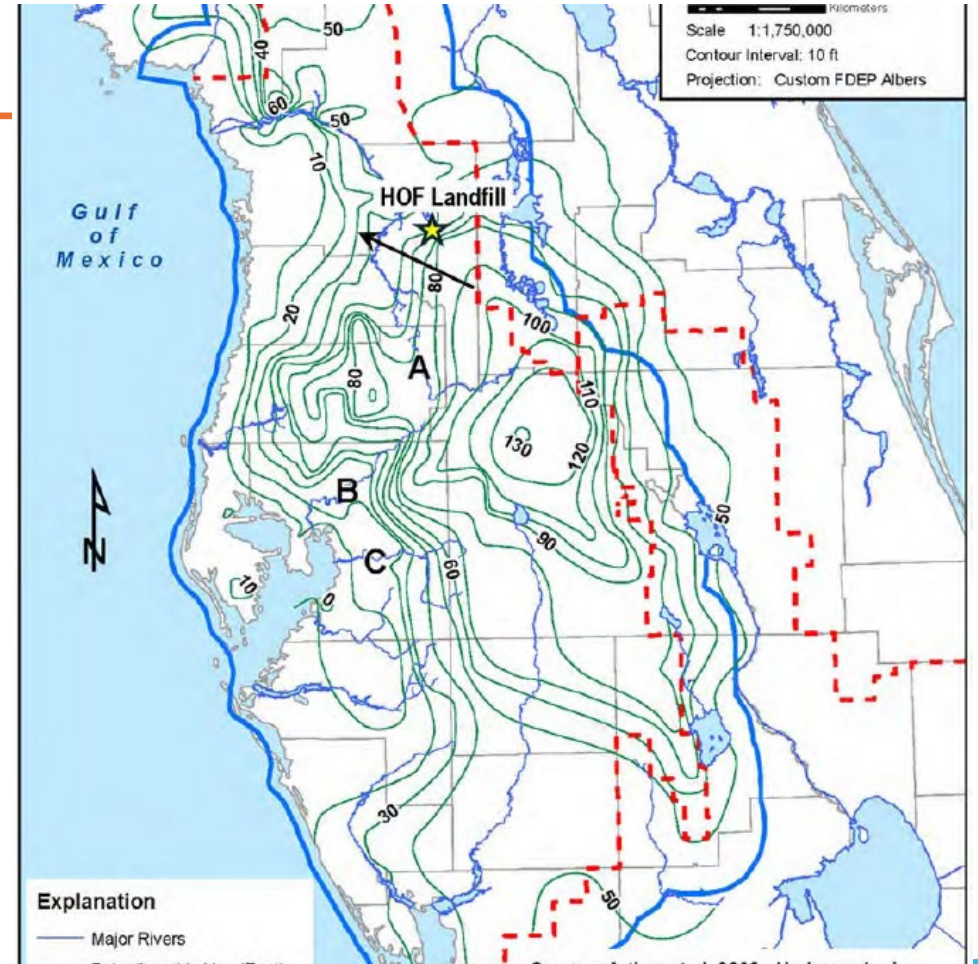 Kilometers
Scale 1:1,750,000
Contour Interval: 10 ft
Projection: Custom FDEP Albers
50
40
60
50
10
HOF Landfill
Gulf
of
Mexico
80
20
100
A
80
110
130
120
B
50
N
90
C
60
10
0
30
50
Explanation
Major Rivers